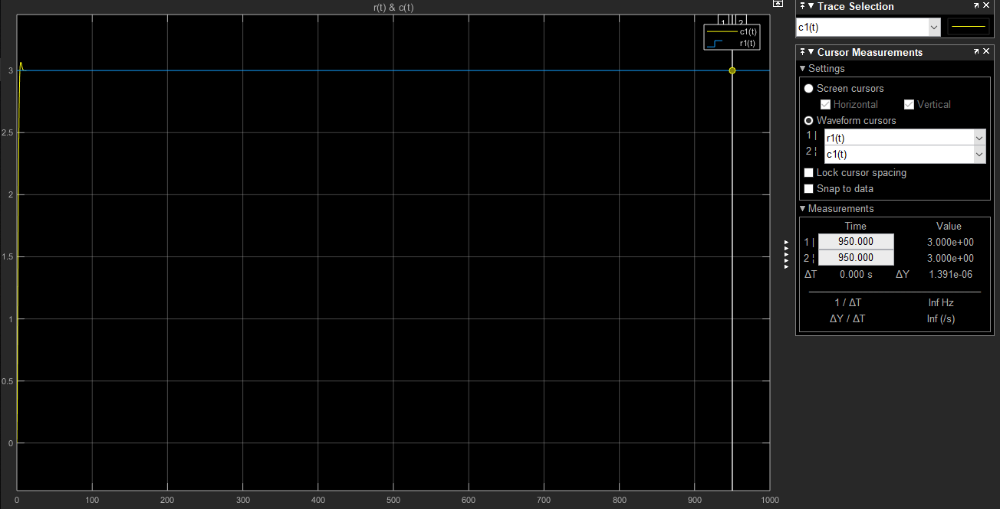 r(t) & c(t)
1 2
c1(t)
r1(t)
3
2.5
2
1.5
1
0.5
0
0 100 200 300 400 500 600 700 800 900 1000
Trace Selection
c1(t)
Cursor Measurements
Settings
Screen cursors
Horizontal Vertical
Waveform cursors
1 | r1(t)
2 ¦ c1(t)
Lock cursor spacing
Snap to data
Measurements
Time Value
1 | 950.000 3.000e+00
2 ¦ 950.000 3.000e+00
ΔT 0.000 s ΔY 1.391e-06
1 / ΔT Inf Hz
ΔY / ΔT Inf (/s)